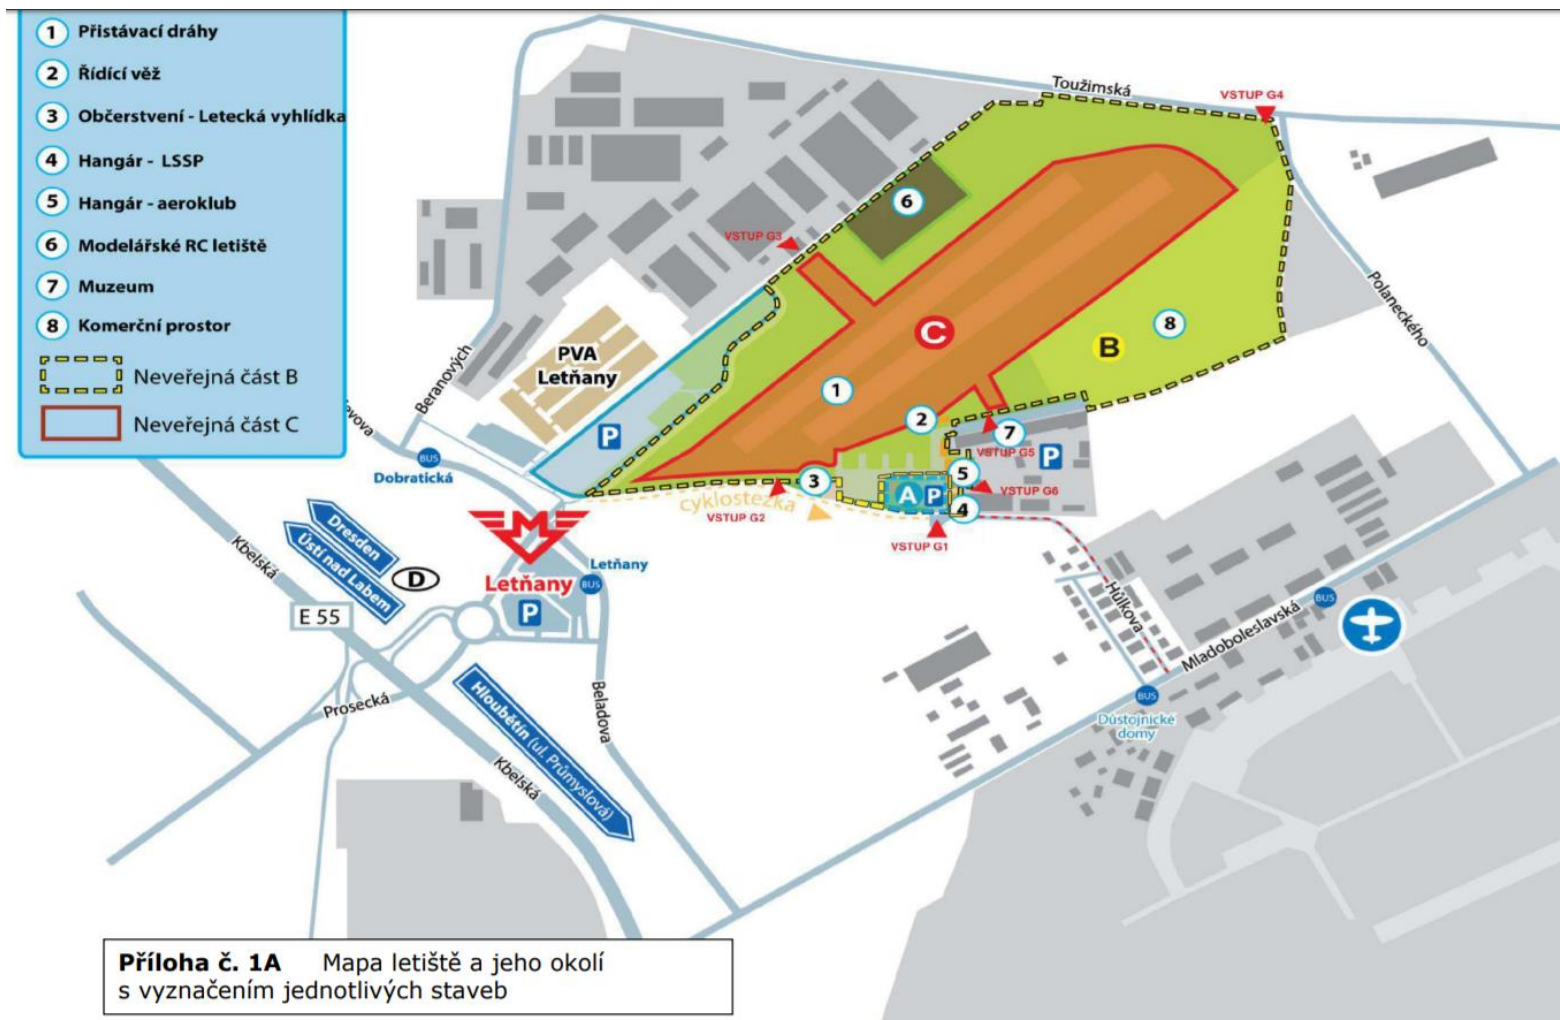 1 Přistávací dráhy
2 Řídící věž
3 Občerstvení - Letecká vyhlídka
4 Hangár - LSSP
5 Hangár - aeroklub
6 Modelářské RC letiště
7 Muzeum
8 Komerční prostor
Neveřejná část B
Neveřejná část C
Toužimská
VSTUP G4
6
VSTUP G3
Polaneckého
C
8
B
PVA
Letňany
Beranových
1
2
P
7
VSTUP G5
P
Dobratická
BUS
3
5
A P
VSTUP G6
4
cyklostezka
VSTUP G2
VSTUP G1
M
Letňany
P
Letňany
BUS
Dresden
Ústí nad Labem
D
E 55
Kbelská
Hůlkova
Mladoboleslavská
BUS
Prosecká
Hloubětín (ul. Průmyslová)
Beladova
Kbelská
BUS
Důstojnické
domy
Příloha č. 1A Mapa letiště a jeho okolí
s vyznačením jednotlivých staveb